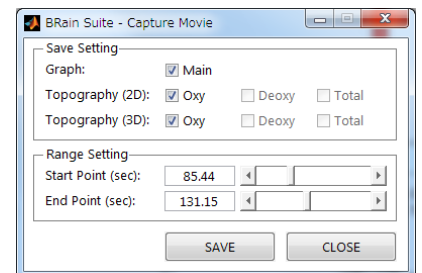 BRain Suite - Capture Movie
Save Setting
Graph: Main
Topography (2D): Oxy Deoxy Total
Topography (3D): Oxy Deoxy Total
Range Setting
Start Point (sec): 85.44
End Point (sec): 131.15
SAVE CLOSE